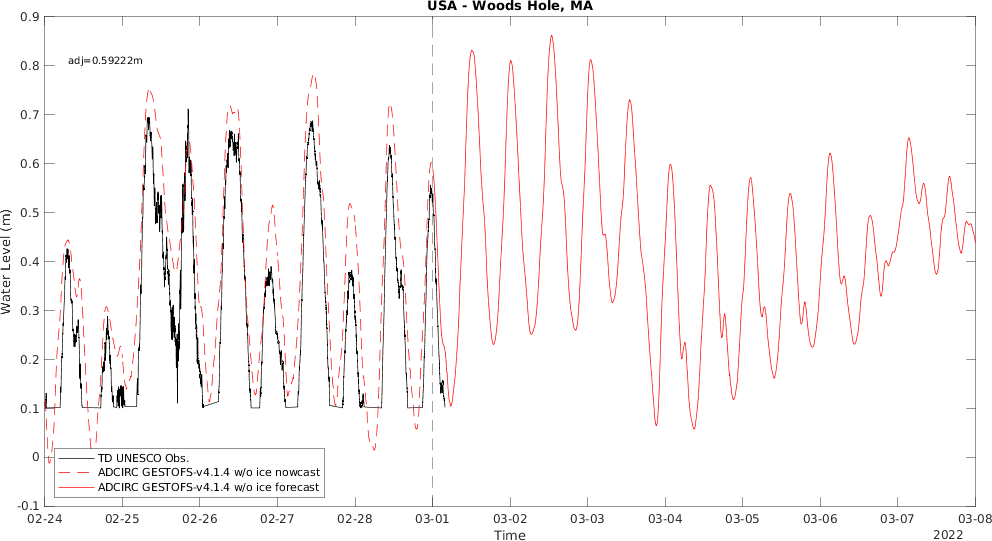 USA - Woods Hole, MA
adj=0.59222m
Water Level (m)
0.9
0.8
0.7
0.6
0.5
0.4
0.3
0.2
0.1
0
-0.1
TD UNESCO Obs.
ADCIRC GESTOFS-v4.1.4 w/o ice nowcast
ADCIRC GESTOFS-v4.1.4 w/o ice forecast
02-24 02-25 02-26 02-27 02-28 03-01 03-02 03-03 03-04 03-05 03-06 03-07 03-08
Time
2022